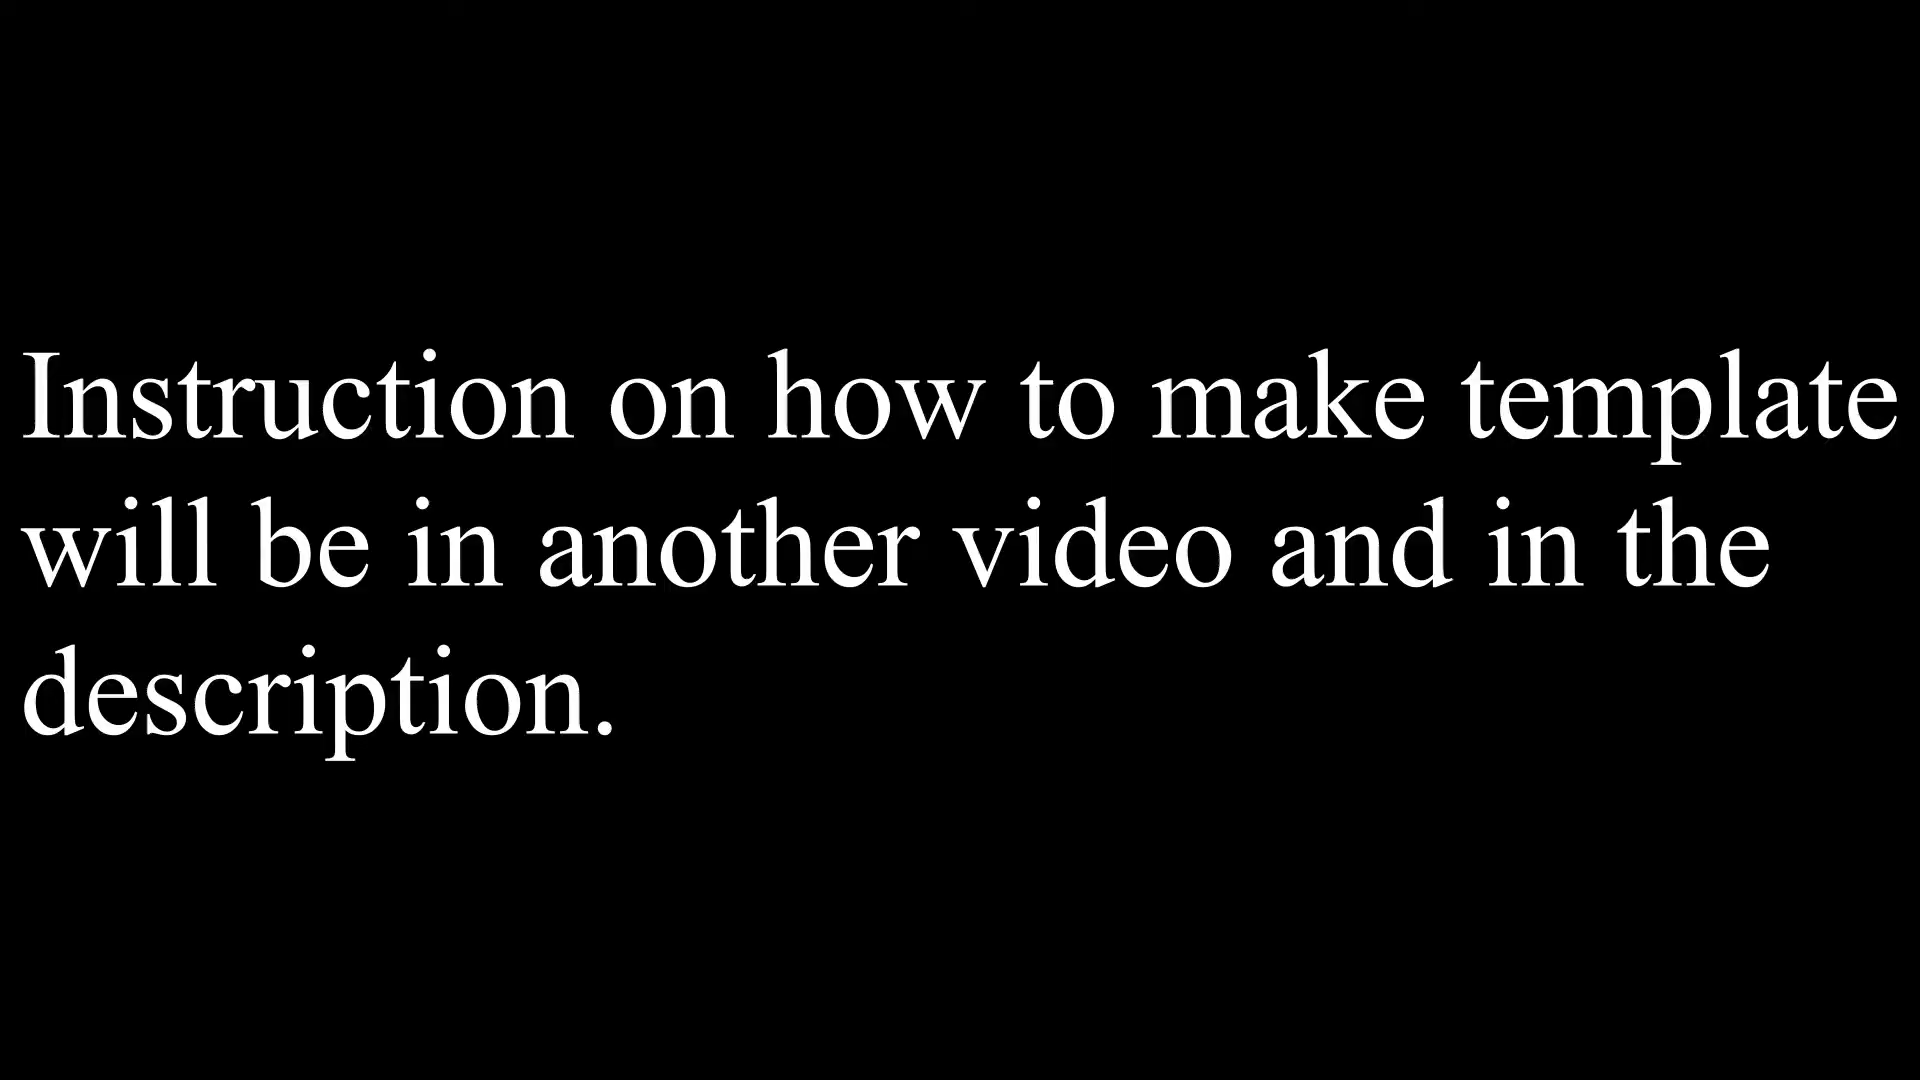 Instruction on how to make template
will be in another video and in the
description.